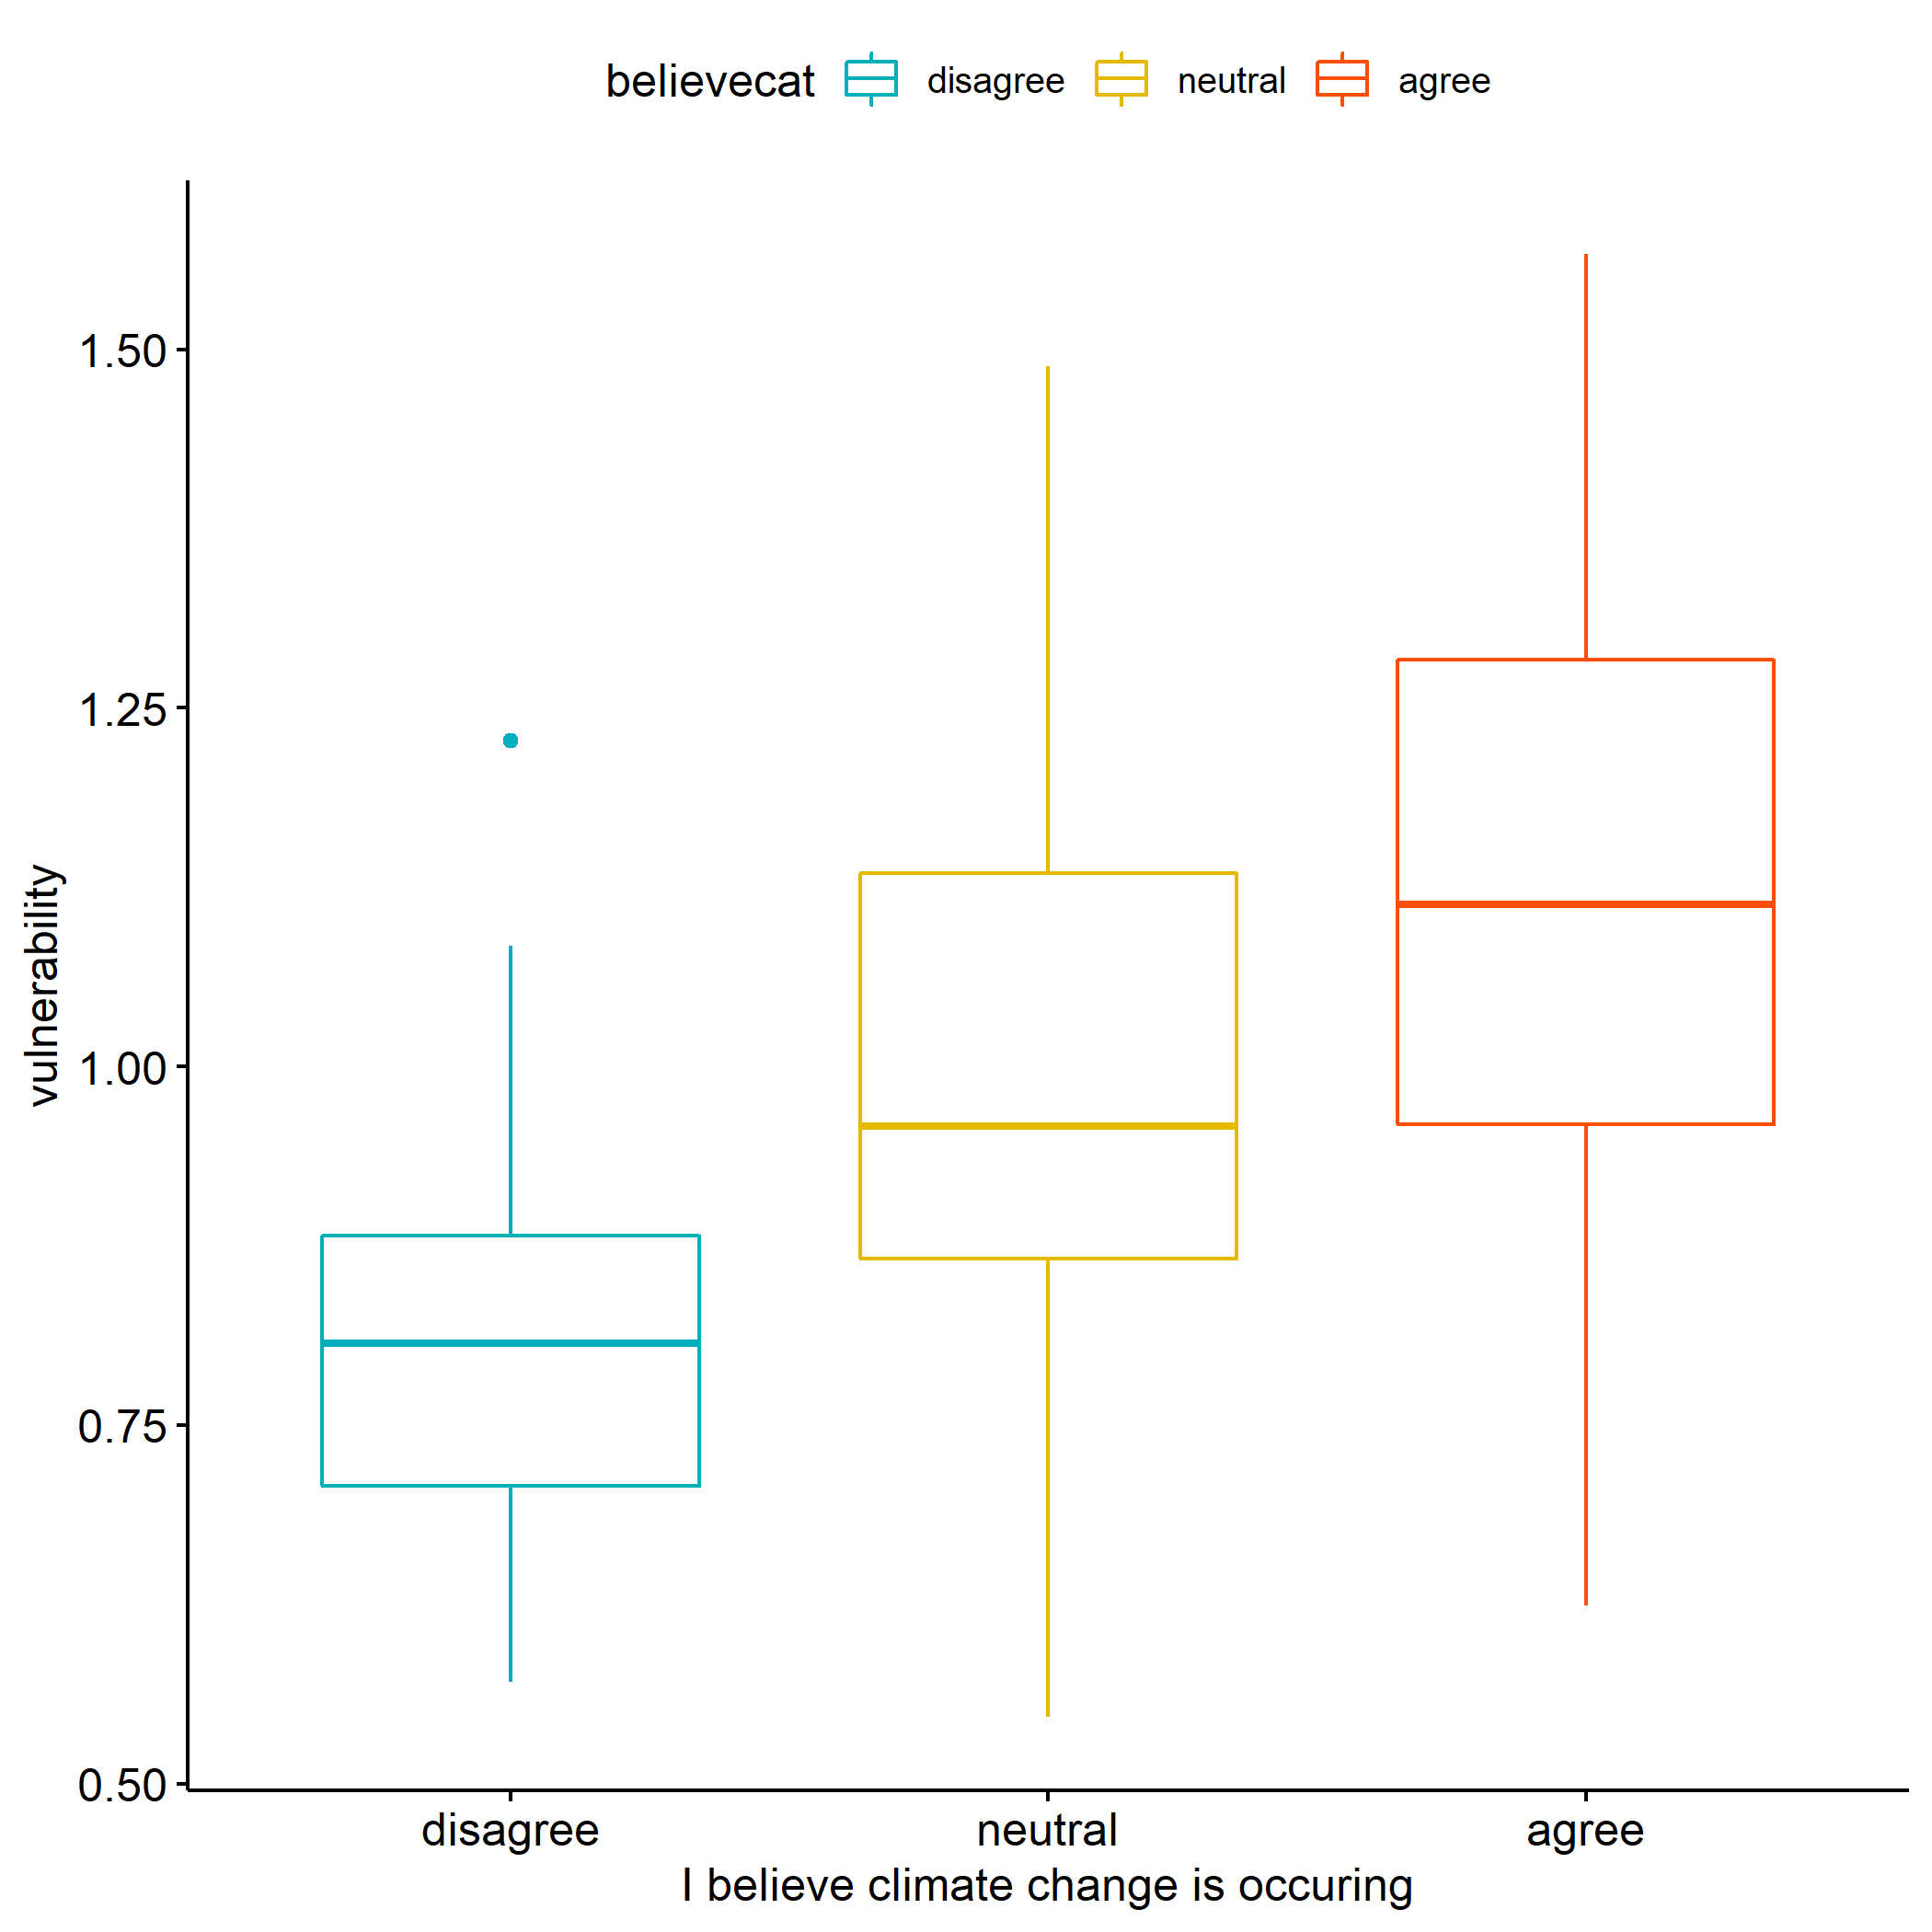 believecat disagree neutral agree
1.50
1.25
1.00
0.75
0.50
vulnerability
disagree neutral agree
I believe climate change is occuring